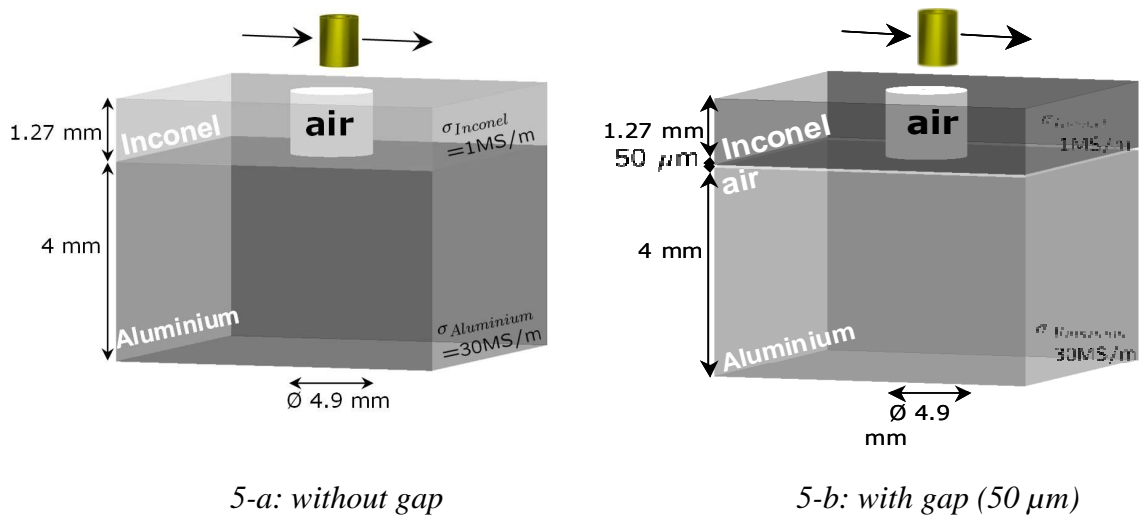 1.27 mm
Inconel
air
σInconel
=1MS/m
4 mm
Aluminium
σAluminium
=30MS/m
Ø 4.9 mm
5-a: without gap
1.27 mm
50 µm
Inconel
air
air
1MS/m
4 mm
Aluminium
30MS/m
Ø 4.9
mm
5-b: with gap (50 µm)